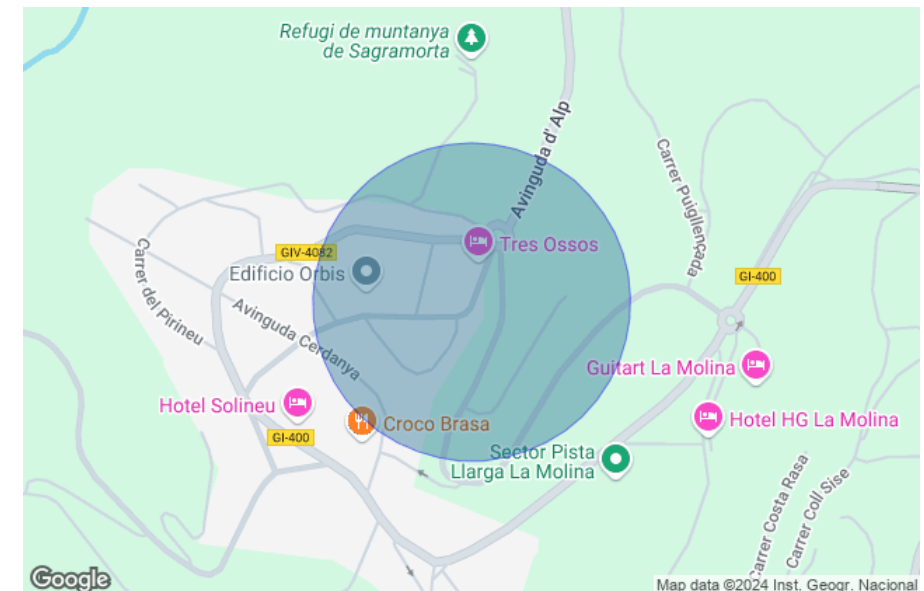 Refugi de muntanya
de Sagramorta
Avinguda d' Alp
Carrer Puigllençada
Tres Ossos
GIV-4082
Edificio Orbis
GI-400
Carrer del Pirineu
Avinguda Cerdanya
Guitart La Molina
Hotel Solineu
Croco Brasa
Hotel HG La Molina
GI-400
Sector Pista
Llarga La Molina
Carrer Costa Rasa
Carrer Coll Sise
Google
Map data ©2024 Inst. Geogr. Nacional